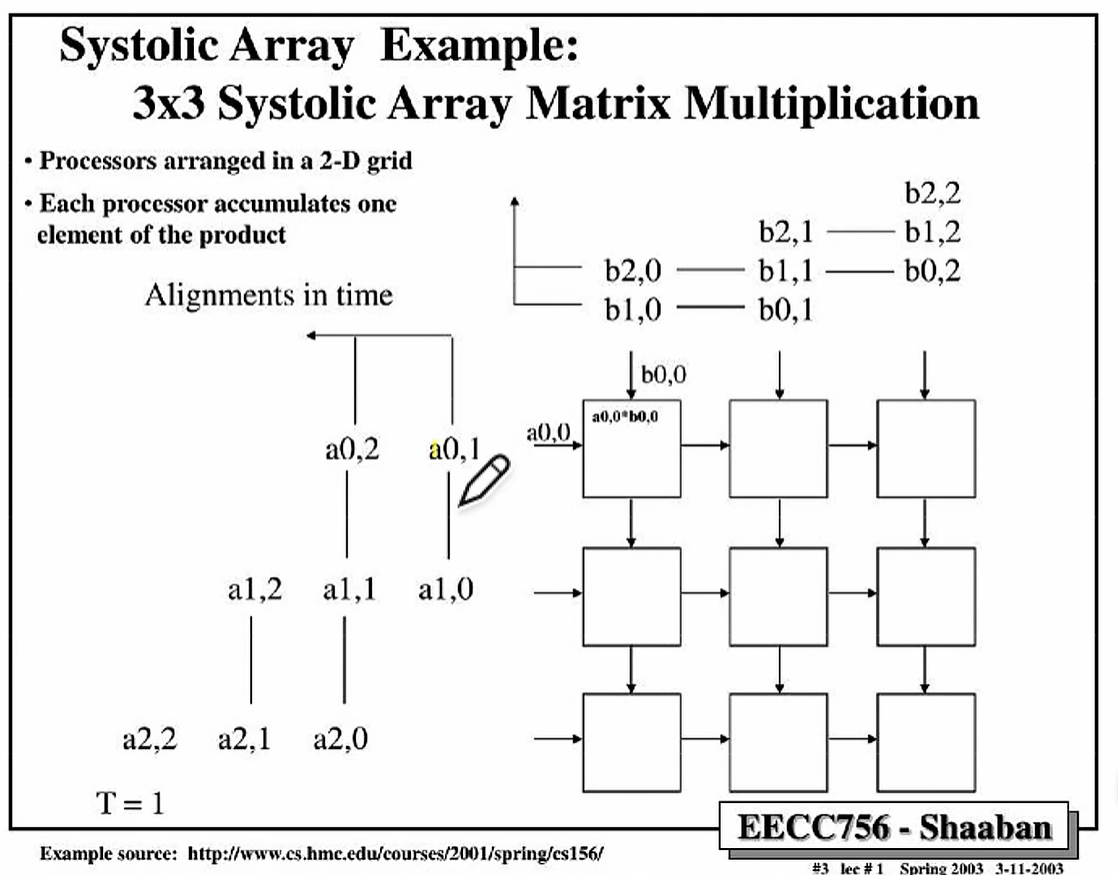 Systolic Array Example:
3x3 Systolic Array Matrix Multiplication
• Processors arranged in a 2-D grid
• Each processor accumulates one
element of the product
Alignments in time
b2,2
b2,1 b1,2
b2,0 b1,1 b0,2
b1,0 b0,1
b0,0
a0,0*b0,0
a0,2 a0,1 a0,0
a1,2 a1,1 a1,0
a2,2 a2,1 a2,0
T = 1
EECC756 - Shaaban
Example source: http://www.cs.hmc.edu/courses/2001/spring/cs156/
#3 lec # 1 Spring 2003 3-11-2003